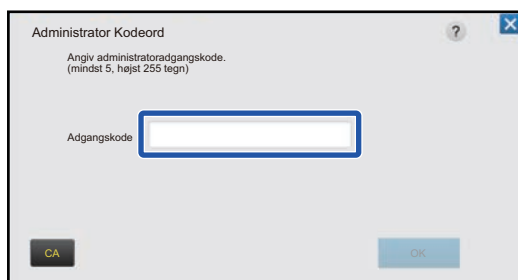 Administrator Kodeord
?
Angiv administratoradgangskode.
(mindst 5, højst 255 tegn)
Adgangskode
CA
OK